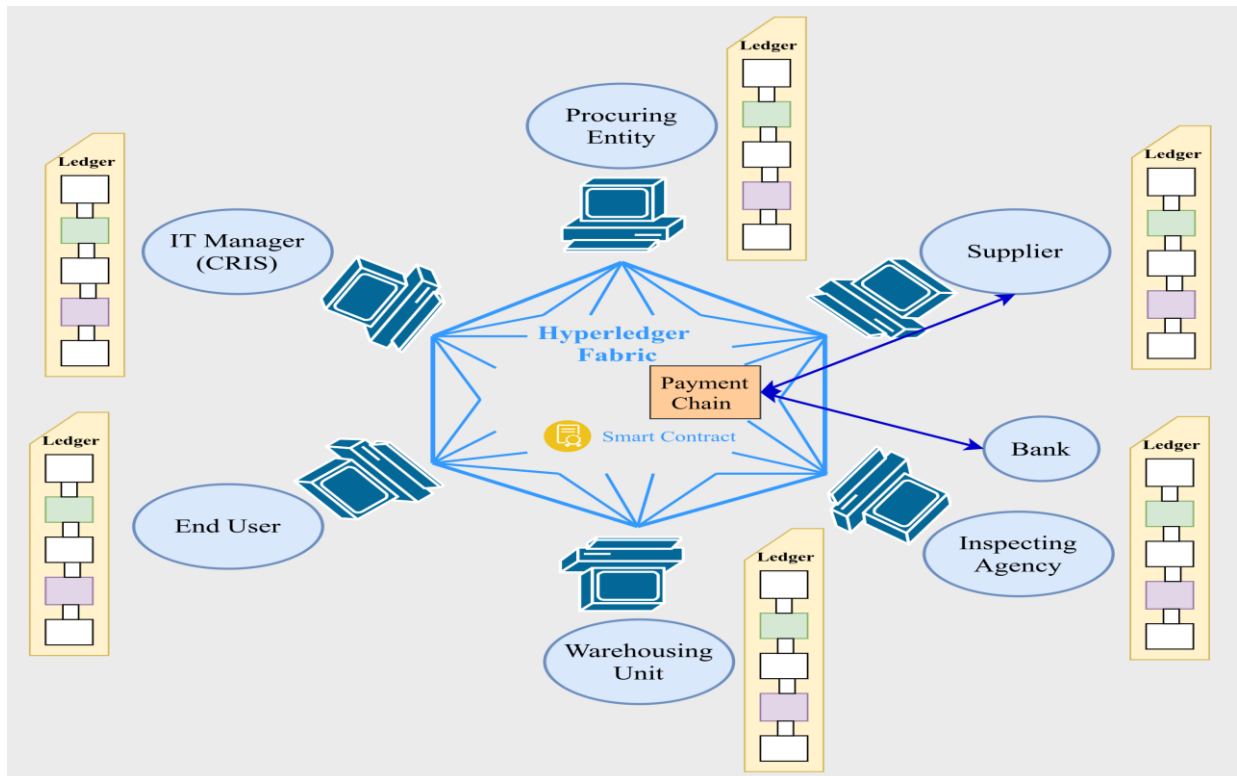 Ledger
Procuring
Entity
Ledger
Ledger
IT Manager
(CRIS)
Supplier
Hyperledger
Fabric
Payment
Chain
Smart Contract
Ledger
Ledger
Bank
End User
Inspecting
Agency
Ledger
Warehousing
Unit